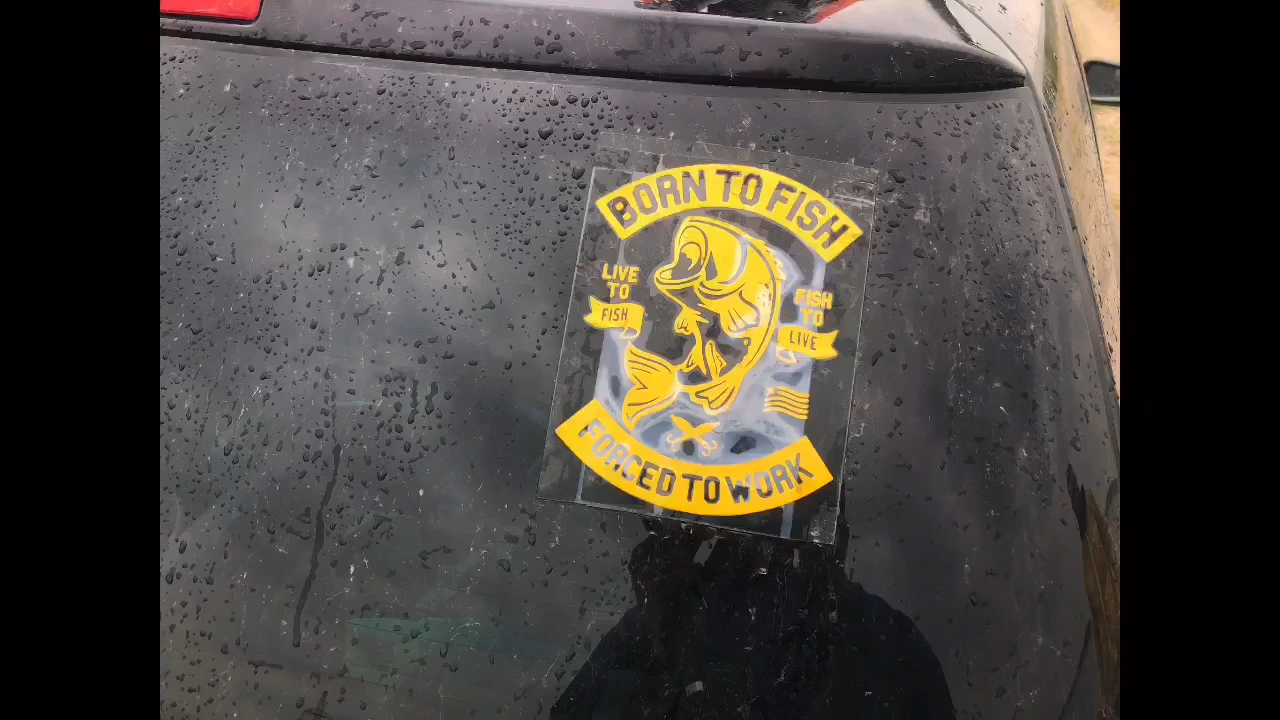 BORN TO FISH
LIVE
TO
FISH
FISH
TO
LIVE
FORCED TO WORK